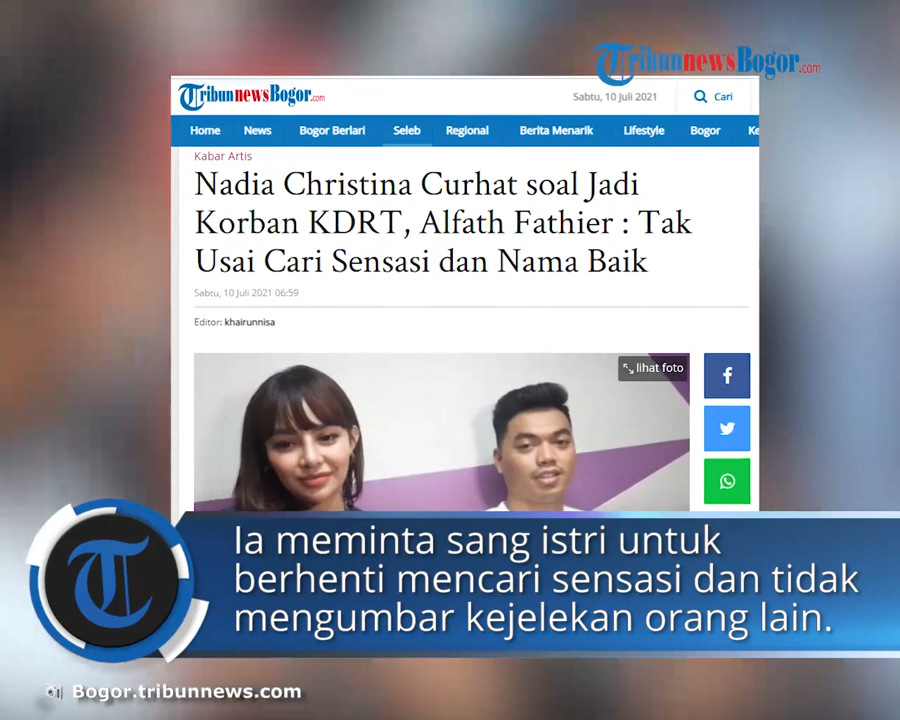 TribunnewsBogor.com
TribunnewsBogor.com
Sabtu, 10 Juli 2021
Cari
Home News Bogor Berlari Seleb Regional Berita Menarik Lifestyle Bogor Ke
Kabar Artis
Nadia Christina Curhat soal Jadi
Korban KDRT, Alfath Fathier : Tak
Usai Cari Sensasi dan Nama Baik
Sabtu, 10 Juli 2021 06:59
Editor: khairunnisa
lihat foto
Ia meminta sang istri untuk
berhenti mencari sensasi dan tidak
mengumbar kejelekan orang lain.
Bogor.tribunnews.com